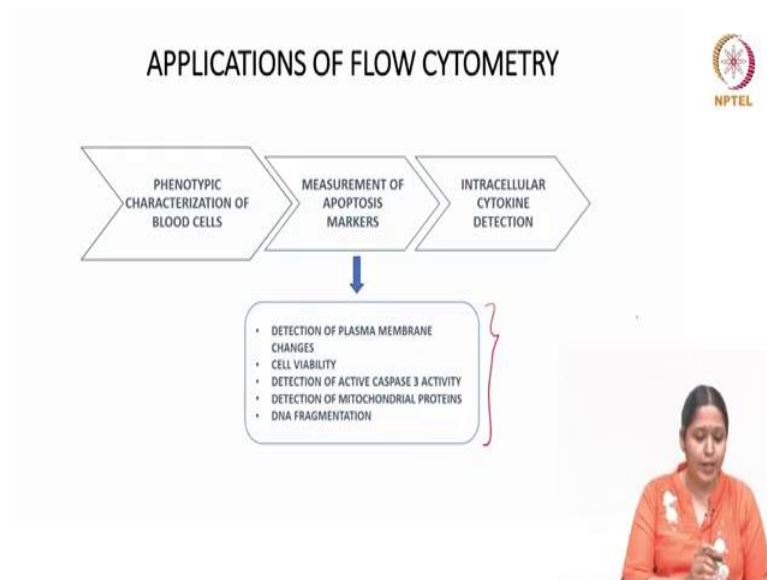 APPLICATIONS OF FLOW CYTOMETRY
NPTEL
PHENOTYPIC
CHARACTERIZATION OF
BLOOD CELLS
MEASUREMENT OF
APOPTOSIS
MARKERS
INTRACELLULAR
CYTOKINE
DETECTION
• DETECTION OF PLASMA MEMBRANE
CHANGES
• CELL VIABILITY
• DETECTION OF ACTIVE CASPASE 3 ACTIVITY
• DETECTION OF MITOCHONDRIAL PROTEINS
• DNA FRAGMENTATION